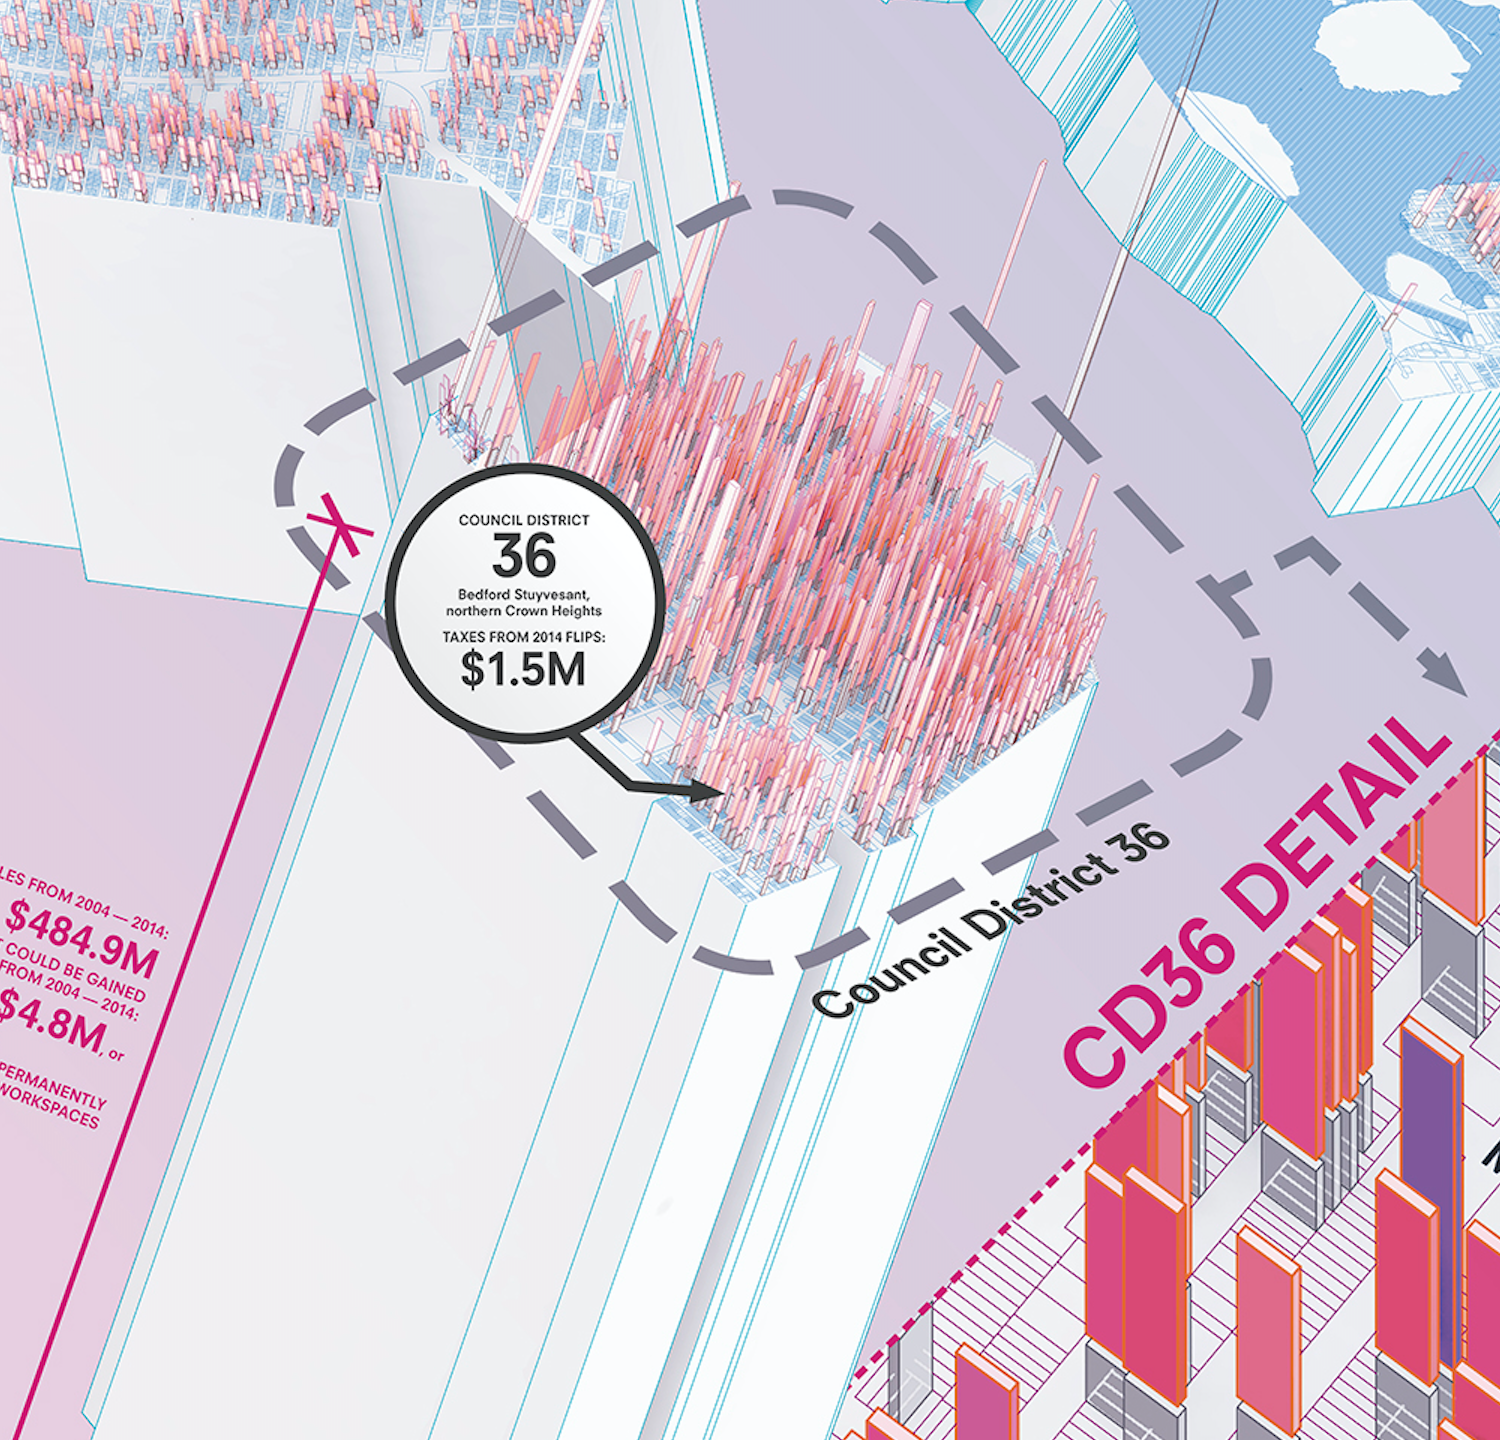 COUNCIL DISTRICT
36
Bedford Stuyvesant,
northern Crown Heights
TAXES FROM 2014 FLIPS:
$1.5M
FROM 2004 — 2014:
$484.9M
COULD BE GAINED
FROM 2004 — 2014:
$4.8M, or
PERMANENTLY
WORKSPACES
Council District 36
CD36 DETAIL